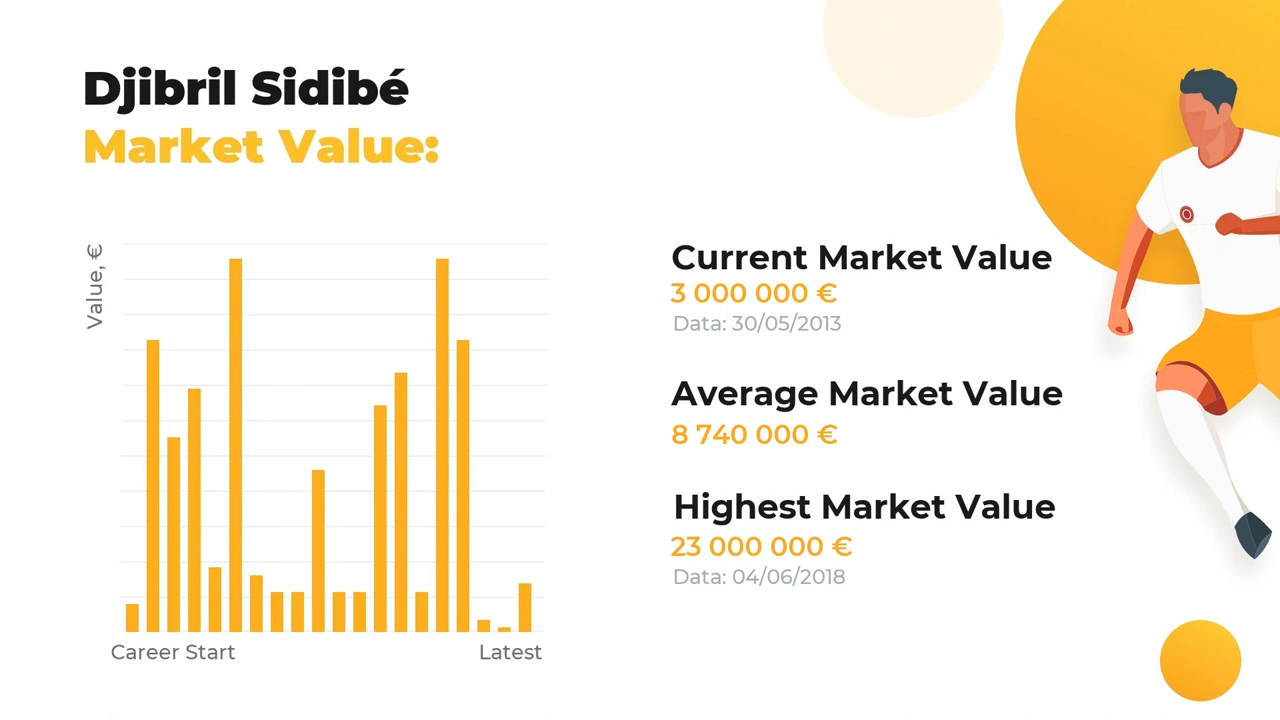 Djibril Sidibé
Market Value:
Value, €
Career Start
Latest
Current Market Value
3 000 000 €
Data: 30/05/2013
Average Market Value
8 740 000 €
Highest Market Value
23 000 000 €
Data: 04/06/2018